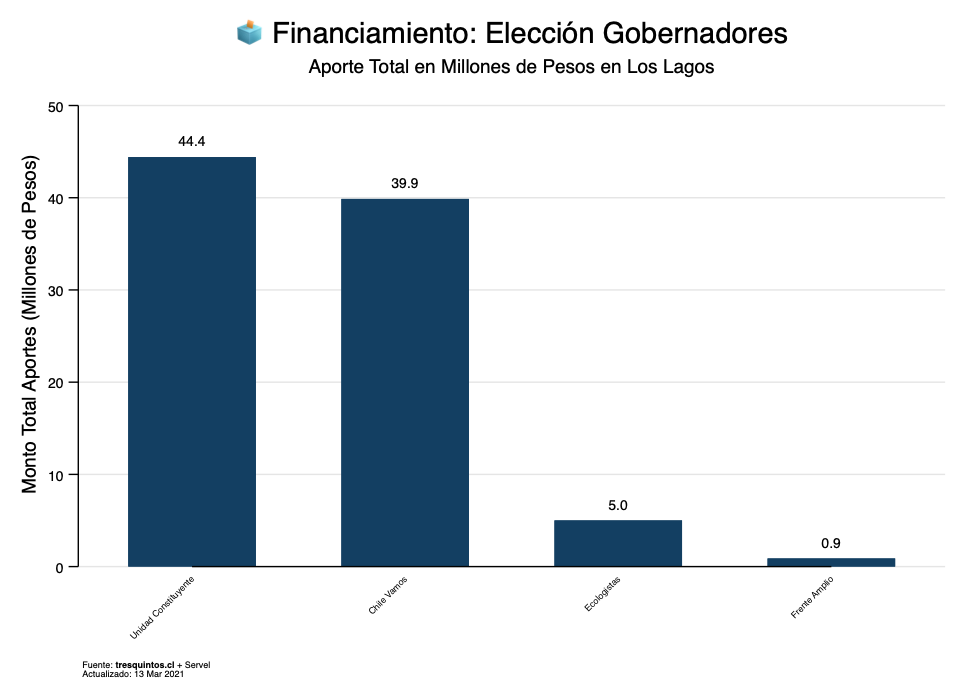 Financiamiento: Elección Gobernadores
Aporte Total en Millones de Pesos en Los Lagos
Monto Total Aportes (Millones de Pesos)
50
40
30
20
10
0
44.4
39.9
5.0
0.9
Unidad Constituyente
Chile Vamos
Ecologistas
Frente Amplio
Fuente: tresquintos.cl + Servel
Actualizado: 13 Mar 2021